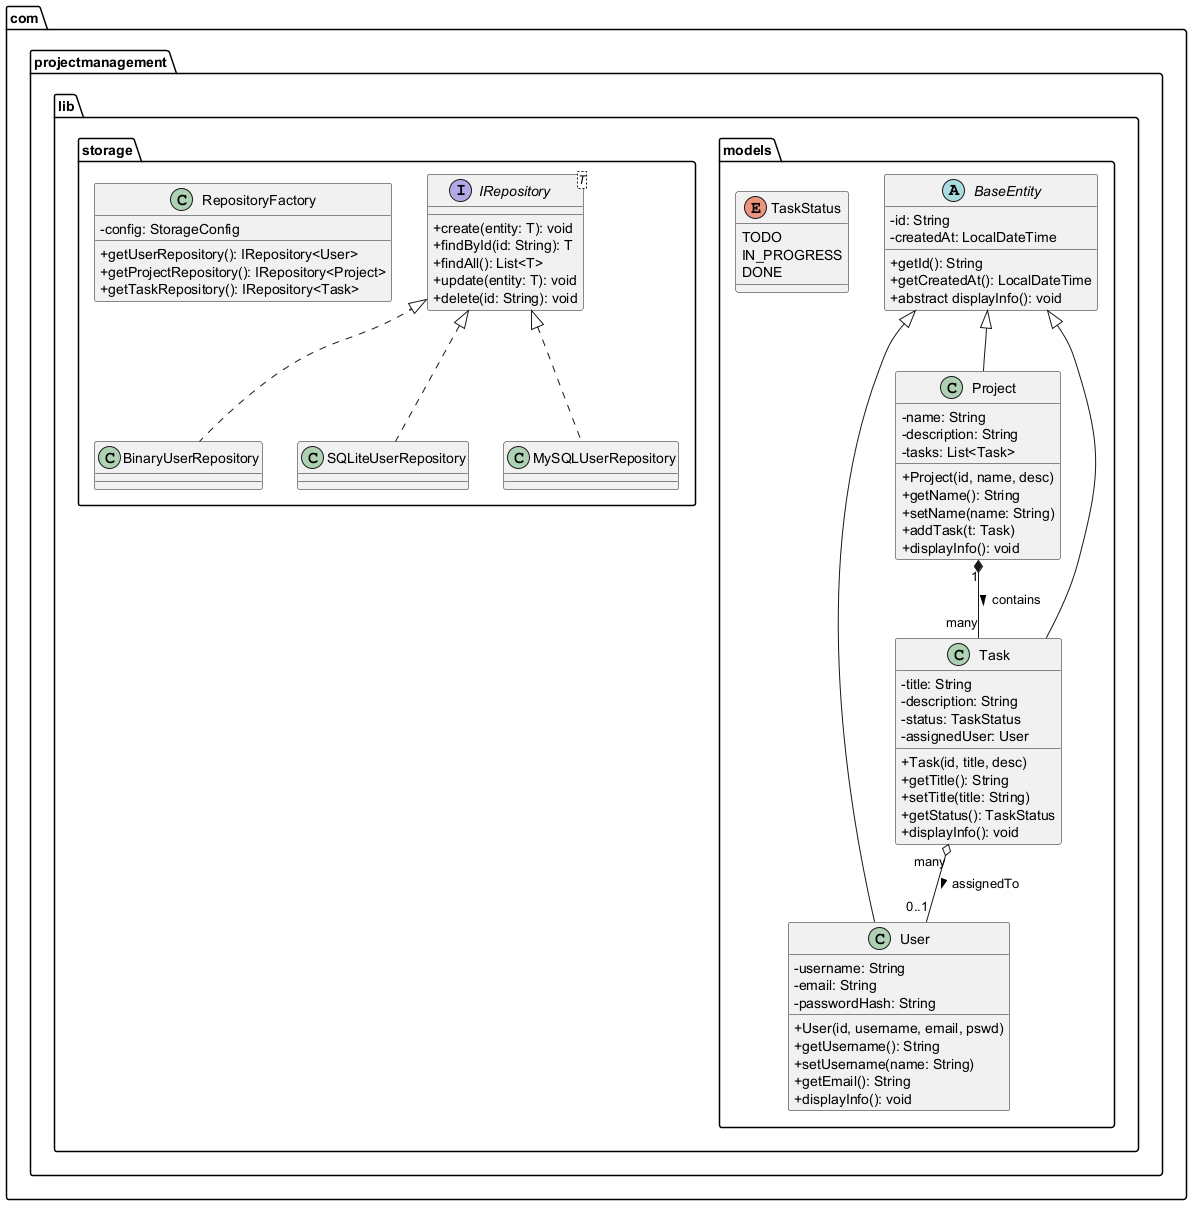 com
projectmanagement
lib
storage
C RepositoryFactory
-config: StorageConfig
+getUserRepository(): IRepository<User>
+getProjectRepository(): IRepository<Project>
+getTaskRepository(): IRepository<Task>
I IRepository T
+create(entity: T): void
+findById(id: String): T
+findAll(): List<T>
+update(entity: T): void
+delete(id: String): void
C BinaryUserRepository
C SQLiteUserRepository
C MySQLUserRepository
models
E TaskStatus
TODO
IN_PROGRESS
DONE
A BaseEntity
-id: String
-createdAt: LocalDateTime
+getId(): String
+getCreatedAt(): LocalDateTime
+abstract displayInfo(): void
C Project
-name: String
-description: String
-tasks: List<Task>
+Project(id, name, desc)
+getName(): String
+setName(name: String)
+addTask(t: Task)
+displayInfo(): void
1
contains
many
C Task
-title: String
-description: String
-status: TaskStatus
-assignedUser: User
+Task(id, title, desc)
+getTitle(): String
+setTitle(title: String)
+getStatus(): TaskStatus
+displayInfo(): void
many
assignedTo
0..1
C User
-username: String
-email: String
-passwordHash: String
+User(id, username, email, pswd)
+getUsername(): String
+setUsername(name: String)
+getEmail(): String
+displayInfo(): void